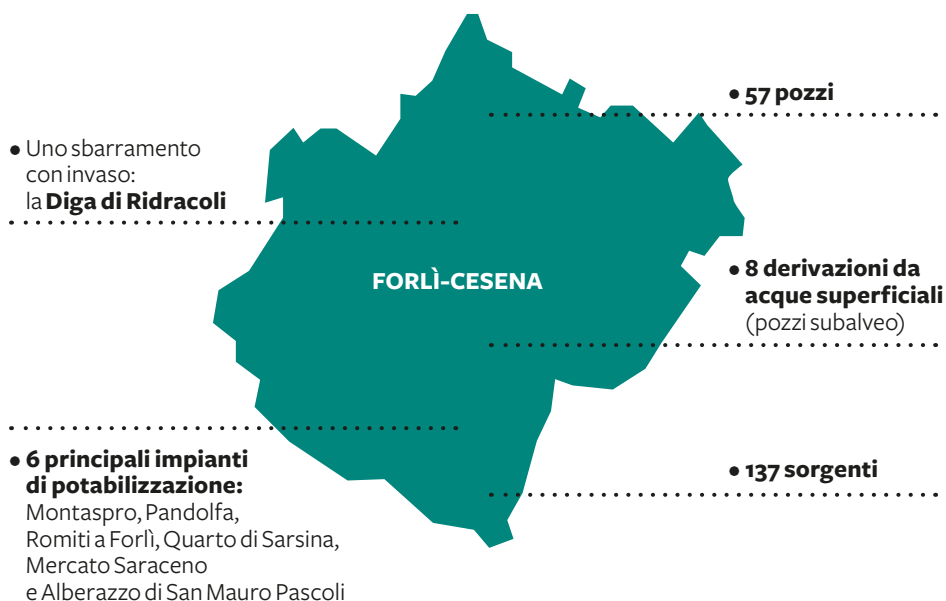 • Uno sbarramento
con invaso:
la Diga di Ridracoli
• 6 principali impianti
di potabilizzazione:
Montaspro, Pandolfa,
Romiti a Forlì, Quarto di Sarsina,
Mercato Saraceno
e Alberazzo di San Mauro Pascoli
FORLÌ-CESENA
• 57 pozzi
• 8 derivazioni da
acque superficiali
(pozzi subalveo)
• 137 sorgenti